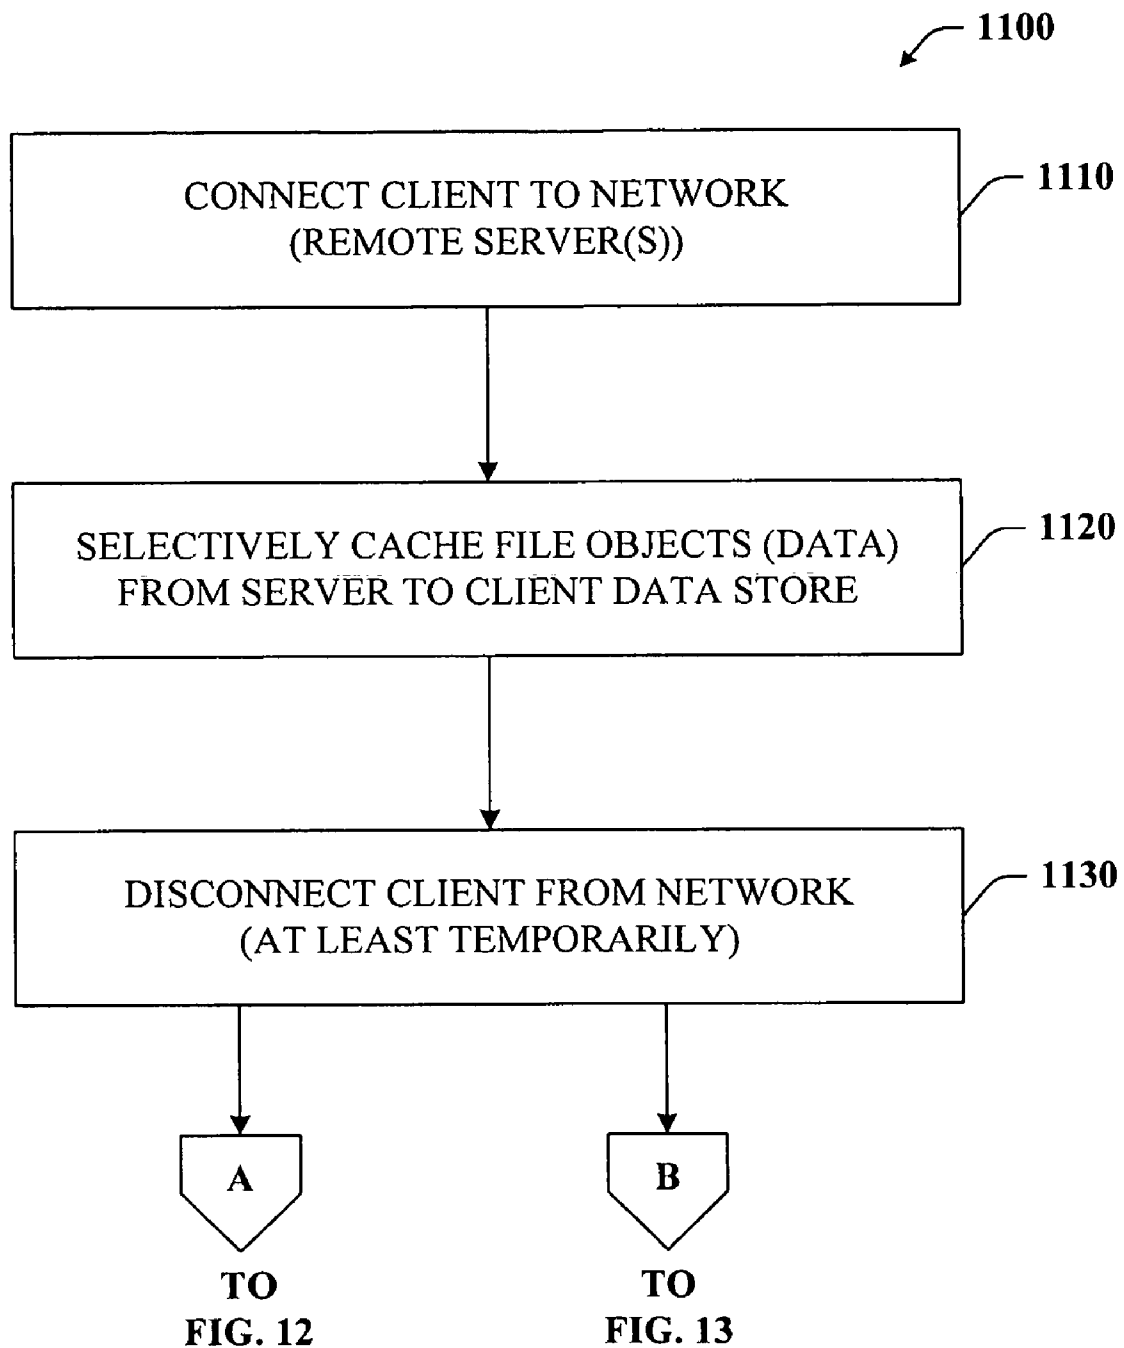 1100
CONNECT CLIENT TO NETWORK
(REMOTE SERVER(S))
1110
SELECTIVELY CACHE FILE OBJECTS (DATA)
FROM SERVER TO CLIENT DATA STORE
1120
DISCONNECT CLIENT FROM NETWORK
(AT LEAST TEMPORARILY)
1130
A
TO
FIG. 12
B
TO
FIG. 13